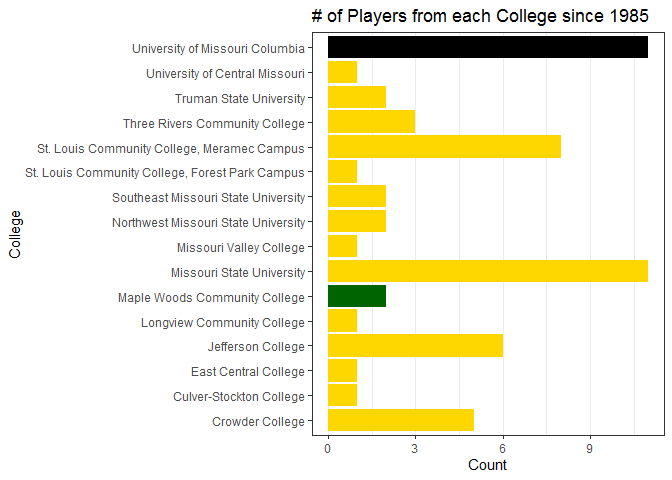 # of Players from each College since 1985
University of Missouri Columbia
University of Central Missouri
Truman State University
Three Rivers Community College
St. Louis Community College, Meramec Campus
St. Louis Community College, Forest Park Campus
Southeast Missouri State University
Northwest Missouri State University
Missouri Valley College
Missouri State University
Maple Woods Community College
Longview Community College
Jefferson College
East Central College
Culver-Stockton College
Crowder College
College
0 3 6 9
Count